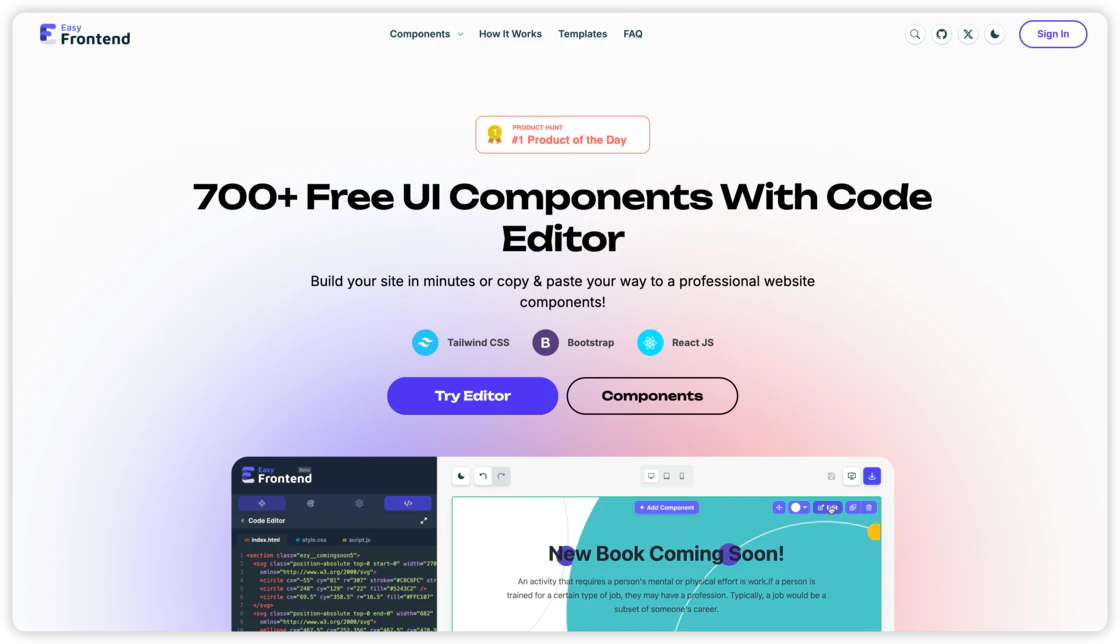 Easy
Frontend
Components
How It Works
Templates
FAQ
Sign In
PRODUCT HUNT
#1 Product of the Day
700+ Free UI Components With Code
Editor
Build your site in minutes or copy & paste your way to a professional website
components!
Tailwind CSS
B
Bootstrap
React JS
Try Editor
Components
Easy
Beta
Frontend
Code Editor
index.html
style.css
script.js
+ Add Component
Edit
1 <section class="ezy__comingsoon5">
2 <svg class="position-absolute top-0 start-0" width="270
3 xmlns="http://www.w3.org/2000/svg">
4 <circle cx="-55" cy="81" r="307" stroke="#C8C6FC" str
5 <circle cx="248" cy="129" r="22" fill="#5243C2" />
6 <circle cx="69.5" cy="358.5" r="16.5" fill="#FFC107"
7 </svg>
8 <svg class="position-absolute top-0 end-0" width="682"
9 xmlns="http://www.w3.org/2000/svg">
New Book Coming Soon!
An activity that requires a person's mental or physical effort is work.If a person is
trained for a certain type of job, they may have a profession. Typically, a job would be a
subset of someone's career.